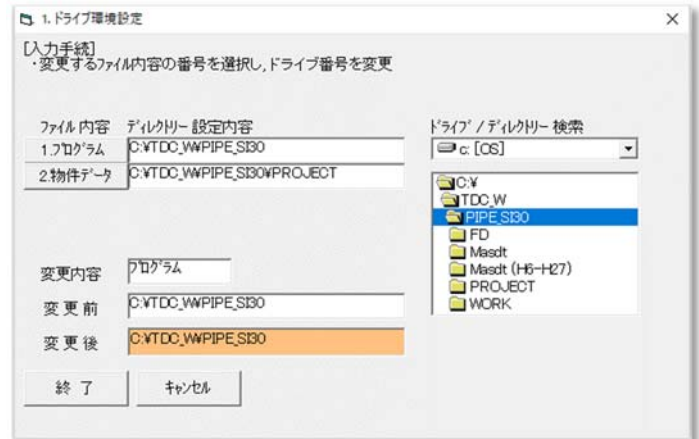 1.ドライブ環境設定
[入力手続]
・変更するファイル内容の番号を選択し,ドライブ番号を変更
ファイル 内容 ディレクトリー 設定内容
1.プログラム C:¥TDC_W¥PIPE_SI30
2.物件データ C:¥TDC_W¥PIPE_SI30¥PROJECT
変更内容 プログラム
変 更 前 C:¥TDC_W¥PIPE_SI30
変 更 後 C:¥TDC_W¥PIPE_SI30
終 了 キャンセル
ドライブ / ディレクトリー 検索
c: [OS]
C:¥
TDC_W
PIPE_SI30
FD
Masdt
Masdt (H6-H27)
PROJECT
WORK